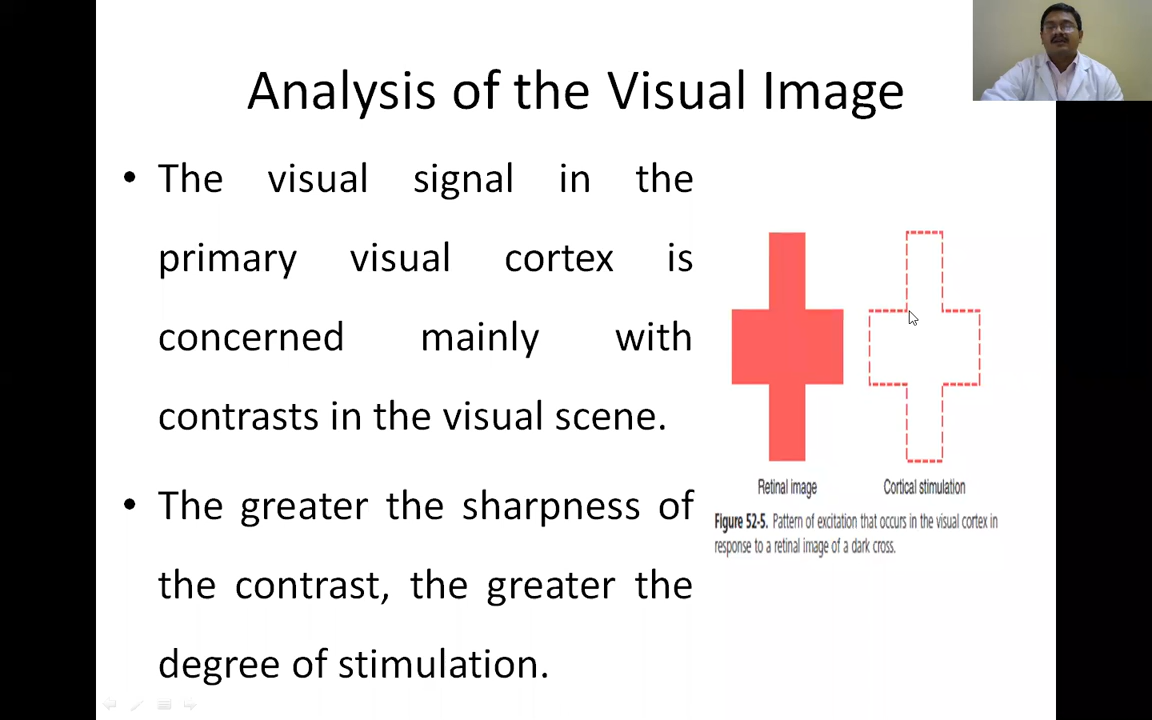 Analysis of the Visual Image
• The visual signal in the
primary visual cortex is
concerned mainly with
contrasts in the visual scene.
• The greater the sharpness of
the contrast, the greater the
degree of stimulation.
Retinal image
Cortical stimulation
Figure 52-5. Pattern of excitation that occurs in the visual cortex in
response to a retinal image of a dark cross.